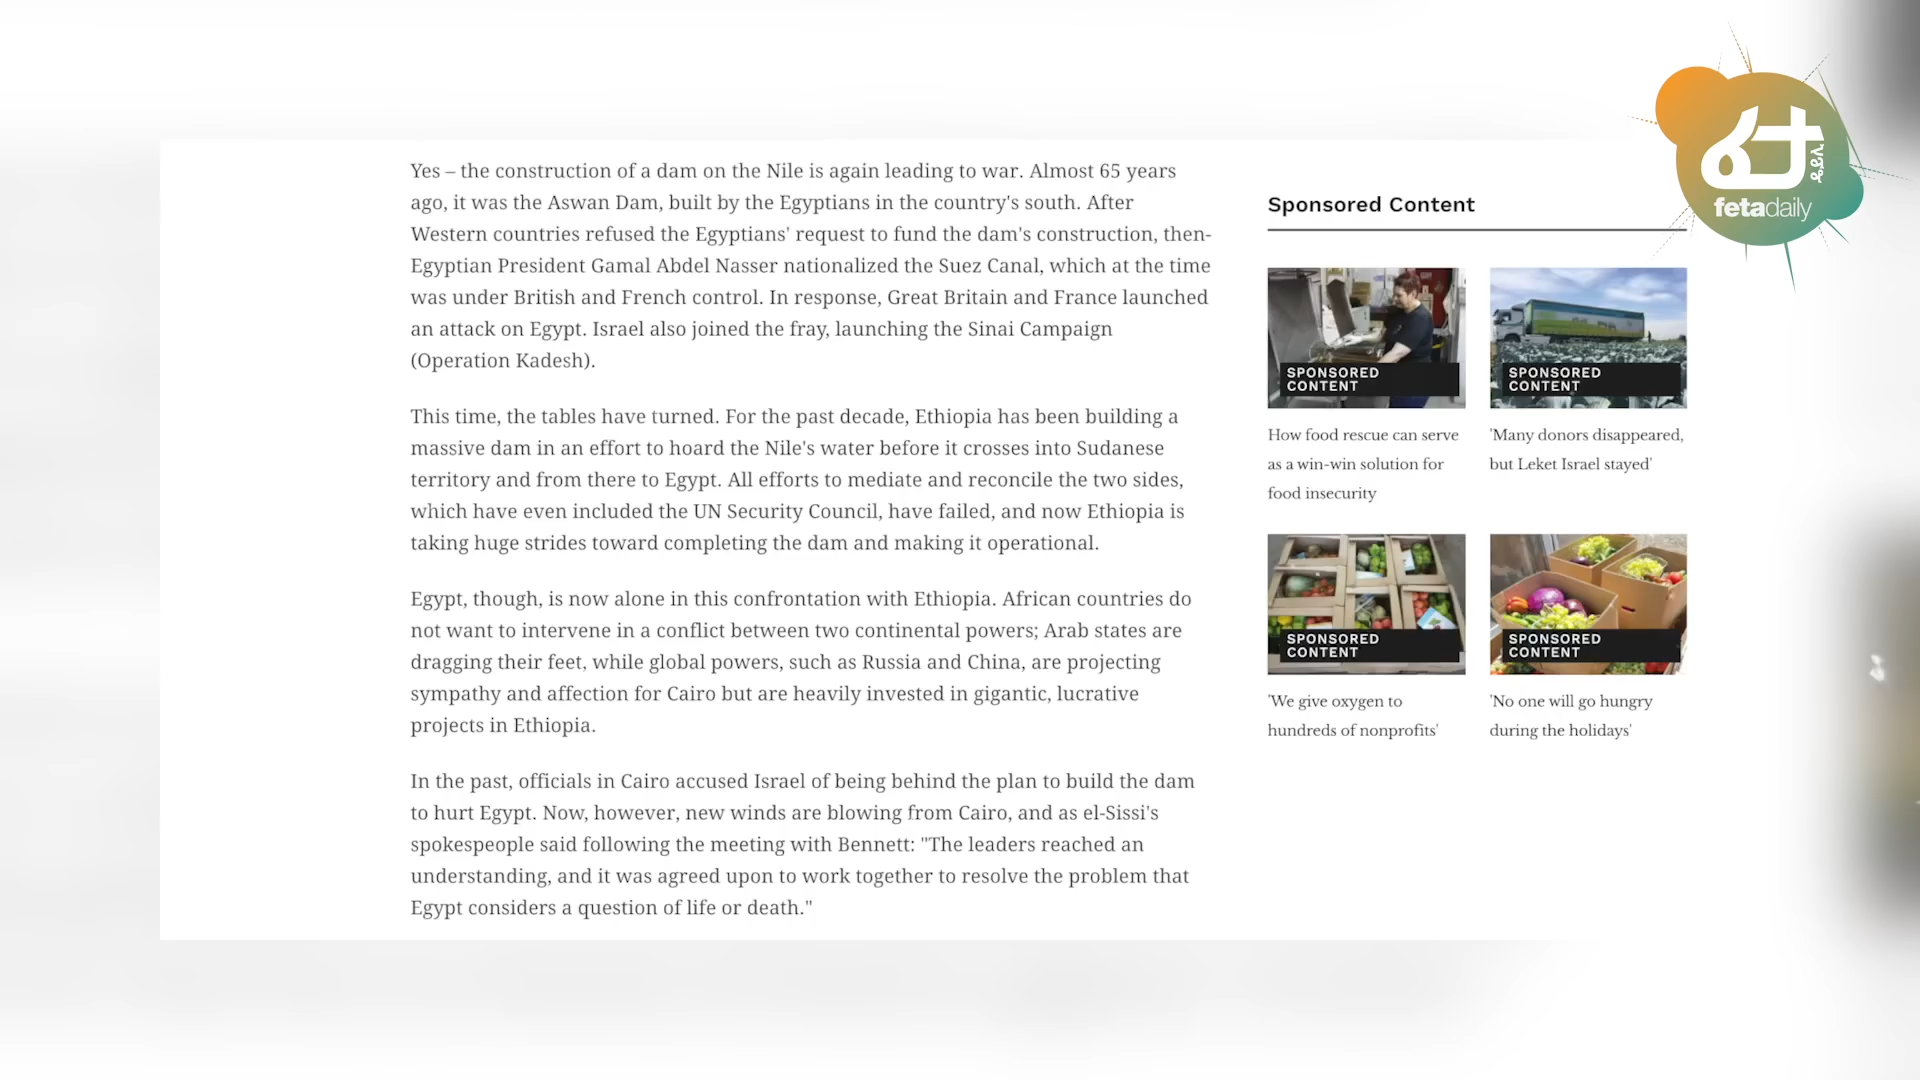 Yes – the construction of a dam on the Nile is again leading to war. Almost 65 years
ago, it was the Aswan Dam, built by the Egyptians in the country's south. After
Western countries refused the Egyptians' request to fund the dam's construction, then-
Egyptian President Gamal Abdel Nasser nationalized the Suez Canal, which at the time
was under British and French control. In response, Great Britain and France launched
an attack on Egypt. Israel also joined the fray, launching the Sinai Campaign
(Operation Kadesh).
This time, the tables have turned. For the past decade, Ethiopia has been building a
massive dam in an effort to hoard the Nile's water before it crosses into Sudanese
territory and from there to Egypt. All efforts to mediate and reconcile the two sides,
which have even included the UN Security Council, have failed, and now Ethiopia is
taking huge strides toward completing the dam and making it operational.
Egypt, though, is now alone in this confrontation with Ethiopia. African countries do
not want to intervene in a conflict between two continental powers; Arab states are
dragging their feet, while global powers, such as Russia and China, are projecting
sympathy and affection for Cairo but are heavily invested in gigantic, lucrative
projects in Ethiopia.
In the past, officials in Cairo accused Israel of being behind the plan to build the dam
to hurt Egypt. Now, however, new winds are blowing from Cairo, and as el-Sissi's
spokespeople said following the meeting with Bennett: "The leaders reached an
understanding, and it was agreed upon to work together to resolve the problem that
Egypt considers a question of life or death."
Sponsored Content
SPONSORED
CONTENT
How food rescue can serve
as a win-win solution for
food insecurity
SPONSORED
CONTENT
'Many donors disappeared,
but Leket Israel stayed'
SPONSORED
CONTENT
'We give oxygen to
hundreds of nonprofits'
SPONSORED
CONTENT
'No one will go hungry
during the holidays'
ፈታ
fetadaily